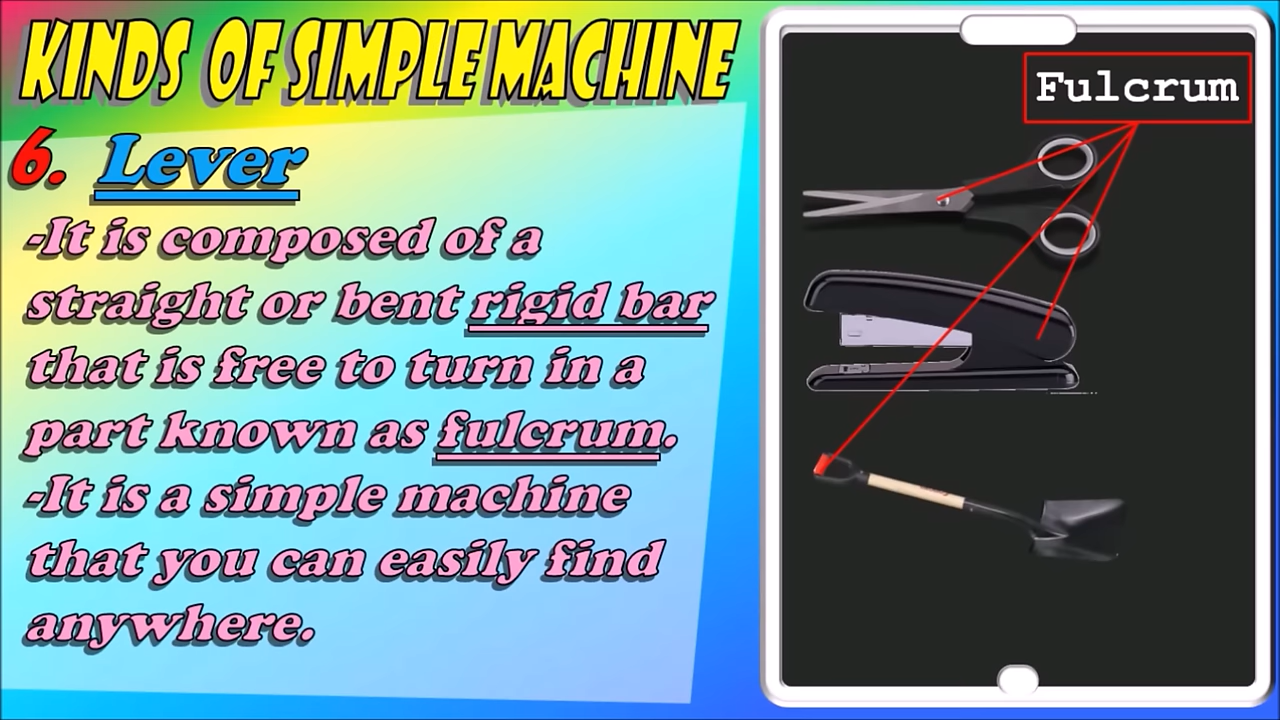 KINDS OF SIMPLE MACHINE
6. Lever
-It is composed of a
straight or bent rigid bar
that is free to turn in a
part known as fulcrum.
-It is a simple machine
that you can easily find
anywhere.
Fulcrum